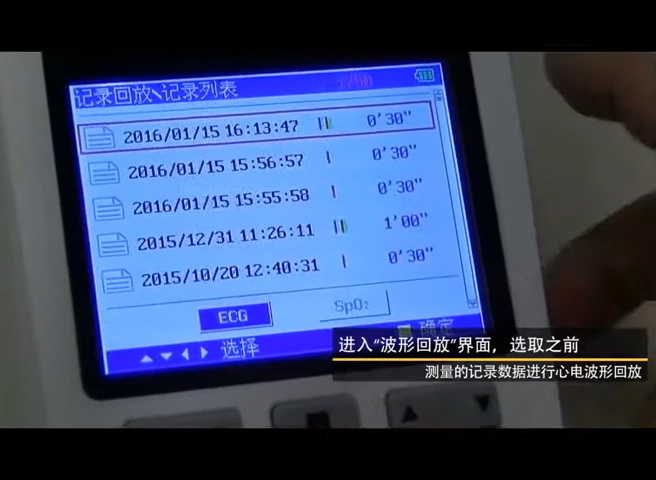 记录回放\记录列表
2016/01/15 16:13:47 0'30"
2016/01/15 15:56:57 0'30"
2016/01/15 15:55:58 0'30"
2015/12/31 11:26:11 1'00"
2015/10/20 12:40:31 0'30"
ECG SpO₂
▲▼◀▶ 选择 确定
进入“波形回放”界面，选取之前
测量的记录数据进行心电波形回放